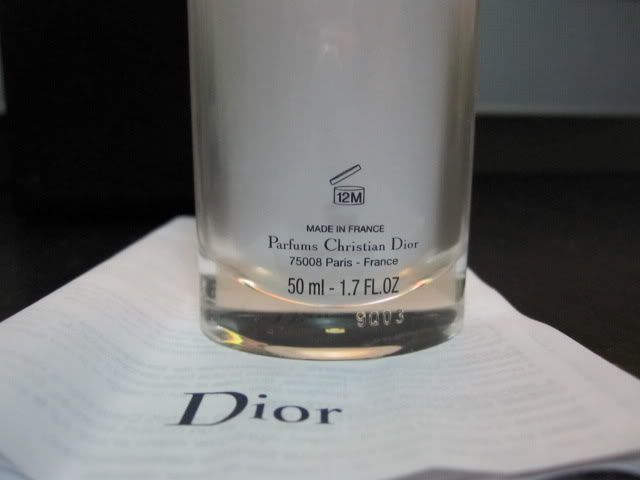 12M
MADE IN FRANCE
Parfums Christian Dior
75008 Paris - France
50 ml - 1.7 FL.OZ
9Q03
Dior